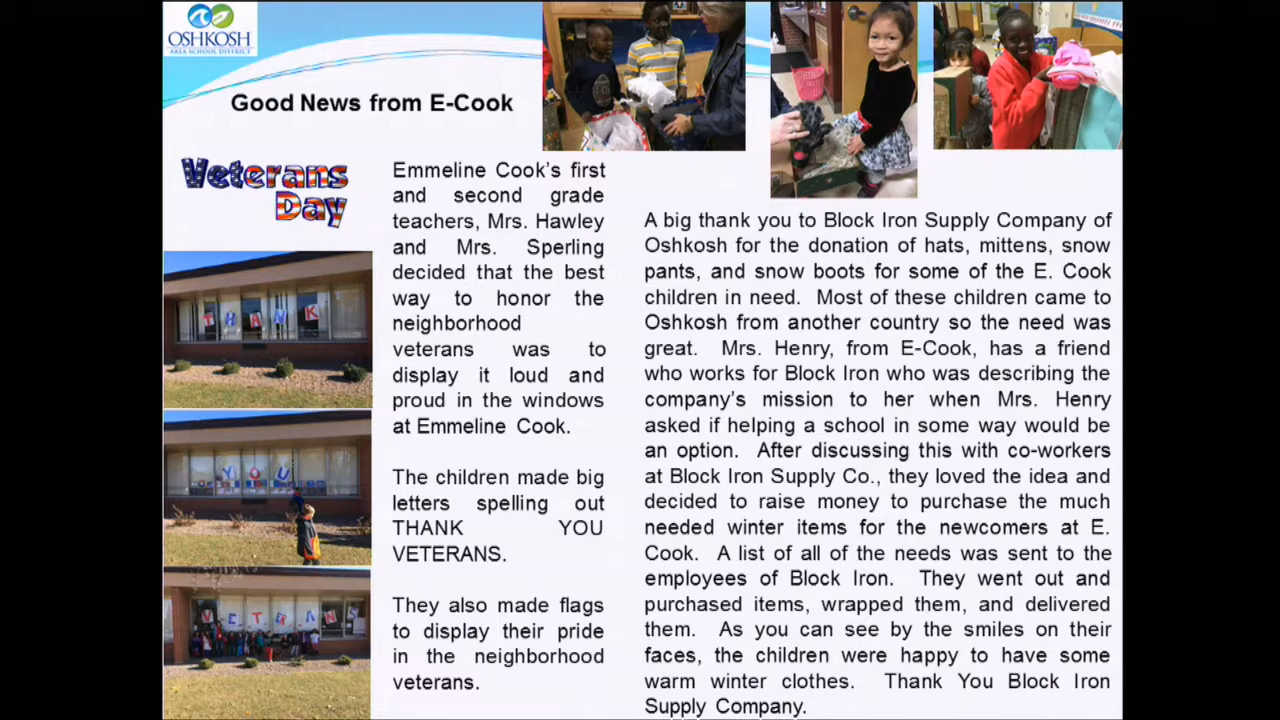 OSHKOSH
AREA SCHOOL DISTRICT
Good News from E-Cook
Veterans
Day
THANK
YOU
VETERANS
Emmeline Cook's first
and second grade
teachers, Mrs. Hawley
and Mrs. Sperling
decided that the best
way to honor the
neighborhood
veterans was to
display it loud and
proud in the windows
at Emmeline Cook.
The children made big
letters spelling out
THANK YOU
VETERANS.
They also made flags
to display their pride
in the neighborhood
veterans.
A big thank you to Block Iron Supply Company of
Oshkosh for the donation of hats, mittens, snow
pants, and snow boots for some of the E. Cook
children in need. Most of these children came to
Oshkosh from another country so the need was
great. Mrs. Henry, from E-Cook, has a friend
who works for Block Iron who was describing the
company's mission to her when Mrs. Henry
asked if helping a school in some way would be
an option. After discussing this with co-workers
at Block Iron Supply Co., they loved the idea and
decided to raise money to purchase the much
needed winter items for the newcomers at E.
Cook. A list of all of the needs was sent to the
employees of Block Iron. They went out and
purchased items, wrapped them, and delivered
them. As you can see by the smiles on their
faces, the children were happy to have some
warm winter clothes. Thank You Block Iron
Supply Company.